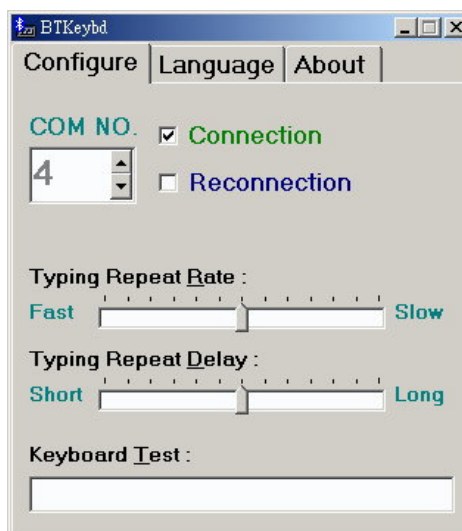 BTKeybd
Configure Language About
COM NO.
4
Connection
Reconnection
Typing Repeat Rate :
Fast Slow
Typing Repeat Delay :
Short Long
Keyboard Test :